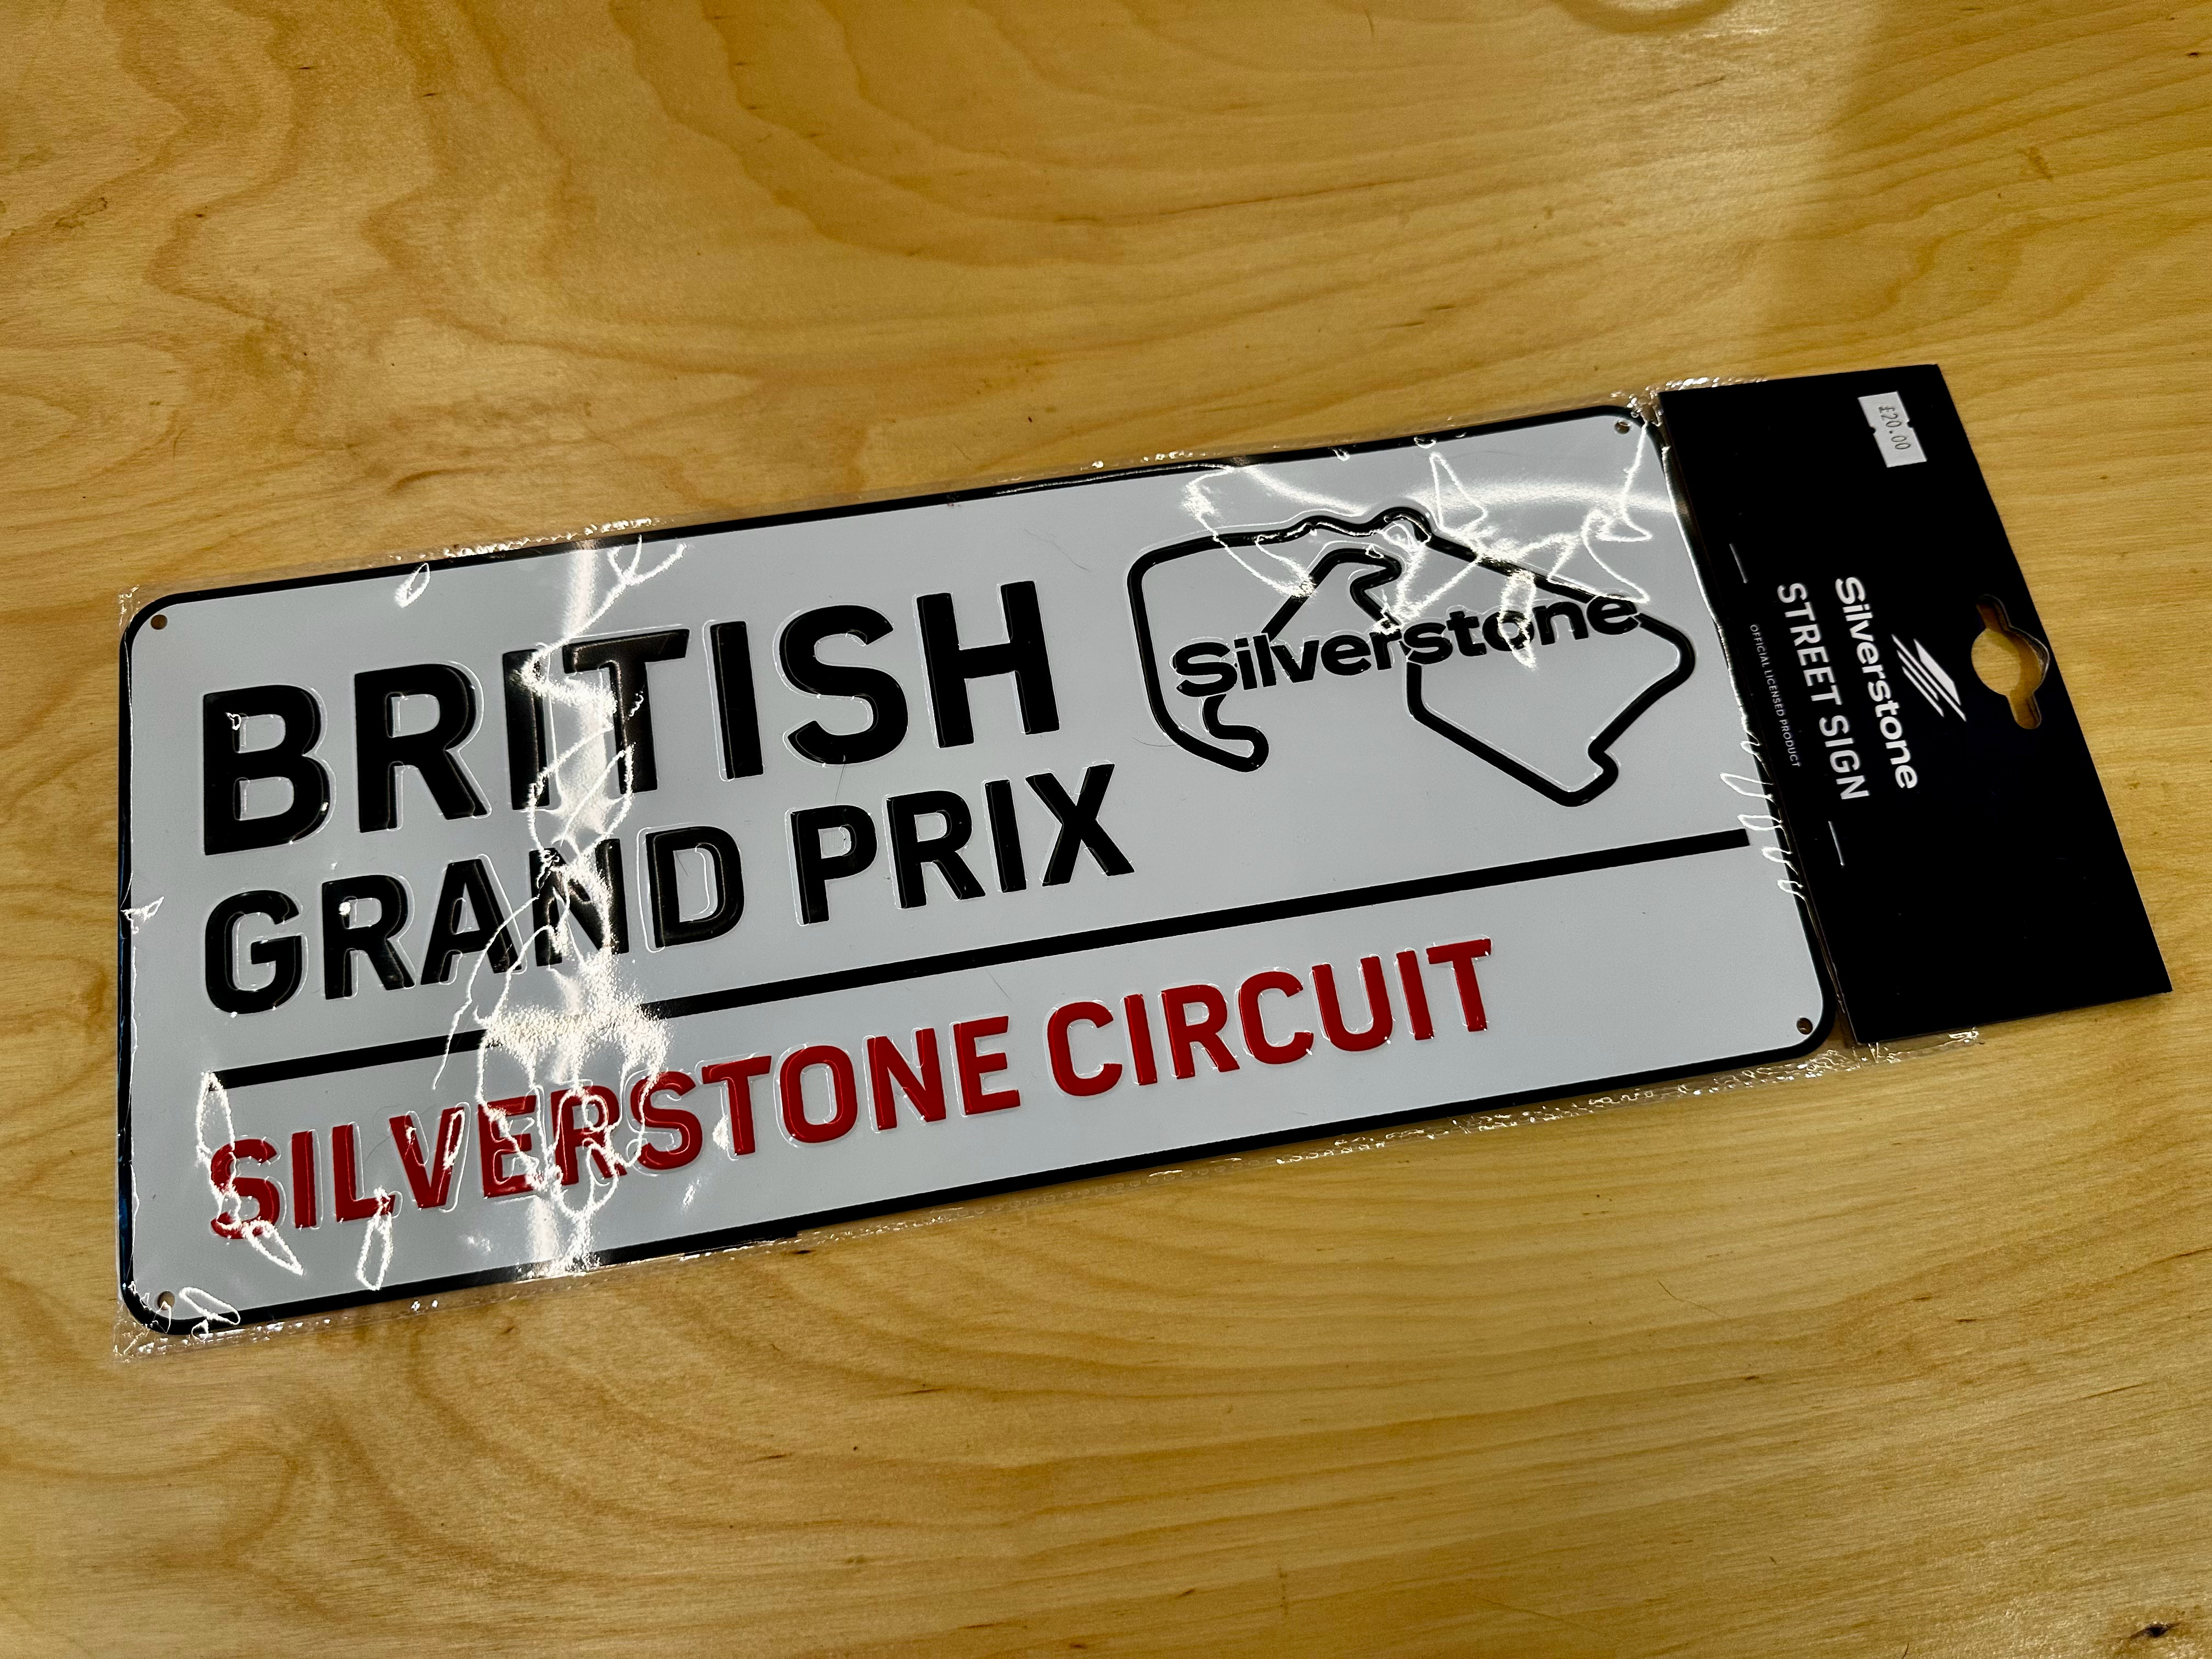 BRITISH
GRAND PRIX
Silverstone
SILVERSTONE CIRCUIT
£20.00
Silverstone
STREET SIGN
OFFICIAL LICENSED PRODUCT